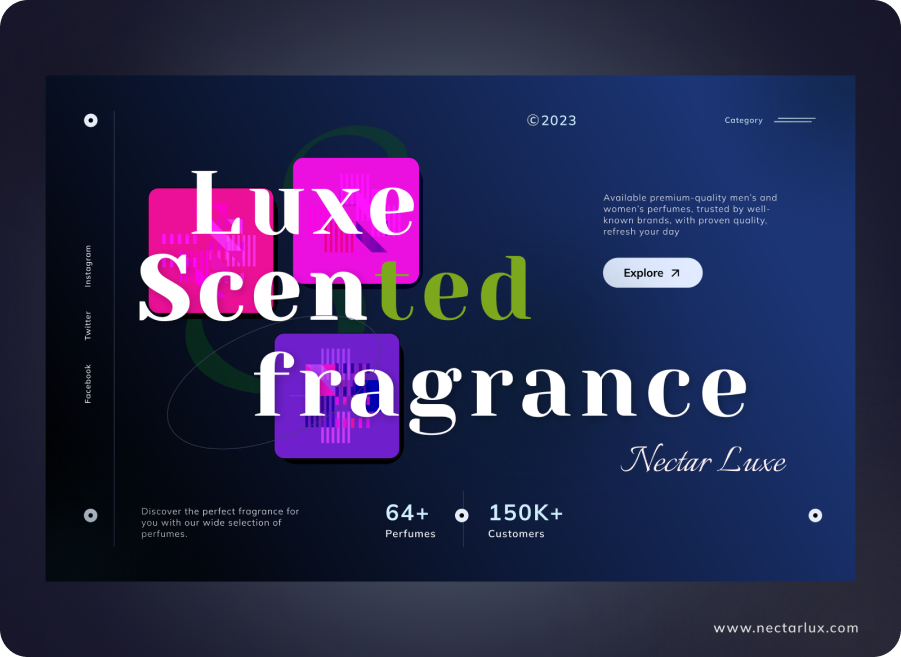 ©2023
Category
Luxe
Scented
fragrance
Nectar Luxe
Available premium-quality men's and
women's perfumes, trusted by well-
known brands, with proven quality,
refresh your day
Explore
Instagram
Twitter
Facebook
Discover the perfect fragrance for
you with our wide selection of
perfumes.
64+
Perfumes
150K+
Customers
www.nectarlux.com